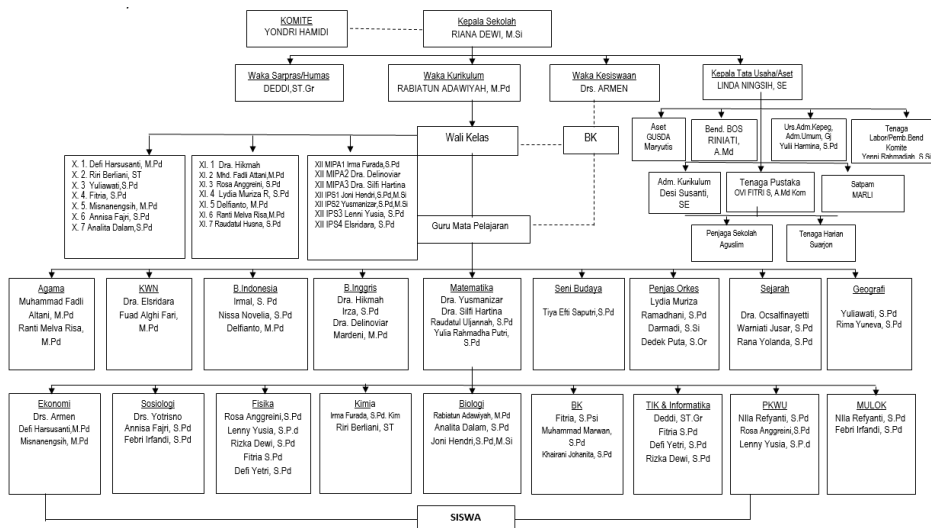 KOMITE
YONDRI HAMIDI
Kepala Sekolah
RIANA DEWI, M.Si
Waka Sarpras/Humas
DEDDI,ST.Gr
Waka Kurikulum
RABIATUN ADAWIYAH, M.Pd
Waka Kesiswaan
Drs. ARMEN
Kepala Tata Usaha/Aset
LINDA NINGSIH, SE
Wali Kelas
BK
Aset
GUSDA
Maryutis
Bend. BOS
RINIATI,
A.Md
Urs.Adm.Kepeg,
Adm.Umum, Gj
Yulii Harmina, S.Pd
Tenaga
Labor/Pemb.Bend
Komite
Yenni Rahmadiah, S.Si
X. 1. Defi Harsusanti, M.Pd
X. 2. Riri Berliani, ST
X. 3. Yuliawati, S.Pd
X. 4. Fitria, S.Pd
X. 5. Misnanengsih, M.Pd
X. 6. Annisa Fajri, S.Pd
X. 7 Analita Dalam, S.Pd
XI. 1 Dra. Hikmah
XI. 2 Mhd. Fadli Attani, M.Pd
XI. 3 Rosa Anggreini, S.Pd
XI. 4 Lydia Muriza R, S.Pd
XI. 5 Delfianto, M.Pd
XI. 6 Ranti Melva Risa, M.Pd
XI. 7 Raudatul Husna, S.Pd
XII MIPA1 Irma Furada,S.Pd
XII MIPA2 Dra. Delinoviar
XII MIPA3 Dra. Silfi Hartina
XII IPS1 Joni Hendri,S.Pd,M.Si
XII IPS2 Yusmanizar,S.Pd,M.Si
XII IPS3 Lenni Yusia, S.Pd
XII IPS4 Elsridara, S.Pd
Adm. Kurikulum
Desi Susanti,
SE
Tenaga Pustaka
OVI FITRI S, A.Md Kom
Satpam
MARLI
Guru Mata Pelajaran
Penjaga Sekolah
Aguslim
Tenaga Harian
Suarjon
Agama
Muhammad Fadli
Altani, M.Pd
Ranti Melva Risa,
M.Pd
KWN
Dra. Elsridara
Fuad Alghi Fari,
M.Pd
B.Indonesia
Irmal, S. Pd
Nissa Novelia, S.Pd
Delfianto, M.Pd
B.Inggris
Dra. Hikmah
Irza, S.Pd
Dra. Delinoviar
Mardeni, M.Pd
Matematika
Dra. Yusmanizar
Dra. Silfi Hartina
Raudatul Uljannah, S.Pd
Yulia Rahmadha Putri,
S.Pd
Seni Budaya
Tiya Efti Saputri,S.Pd
Penjas Orkes
Lydia Muriza
Ramadhani, S.Pd
Darmadi, S.Si
Dedek Puta, S.Or
Sejarah
Dra. Ocsalfinayetti
Warniati Jusar, S.Pd
Rana Yolanda, S.Pd
Geografi
Yuliawati, S.Pd
Rima Yuneva, S.Pd
Ekonomi
Drs. Armen
Defi Harsusanti,M.Pd
Misnanengsih, M.Pd
Sosiologi
Drs. Yotrisno
Annisa Fajri, S.Pd
Febri Irfandi, S.Pd
Fisika
Rosa Anggreini,S.Pd
Lenny Yusia, S.P.d
Rizka Dewi, S.Pd
Fitria S.Pd
Defi Yetri, S.Pd
Kimia
Irma Furada, S.Pd. Kim
Riri Berliani, ST
Biologi
Rabiatun Adawiyah, M.Pd
Analita Dalam, S.Pd
Joni Hendri,S.Pd,M.Si
BK
Fitria, S.Psi
Muhammad Marwan,
S.Pd
Khairani Johanita, S.Pd
TIK & Informatika
Deddi, ST.Gr
Fitria S.Pd
Defi Yetri, S.Pd
Rizka Dewi, S.Pd
PKWU
NIla Refyanti, S.Pd
Rosa Anggreini, S.Pd
Lenny Yusia, S.P.d
MULOK
NIla Refyanti, S.Pd
Febri Irfandi, S.Pd
SISWA